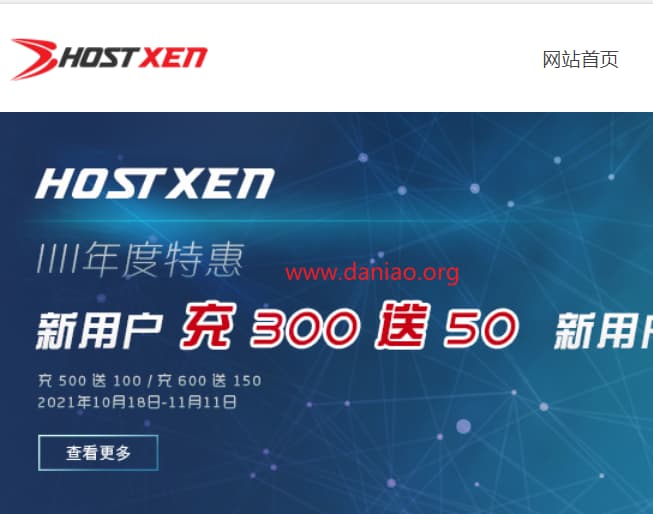 HOSTXEN
网站首页
HOSTXEN
1111年度特惠
www.daniao.org
新用户 充 300 送 50 新用户
充 500 送 100 / 充 600 送 150
2021年10月18日-11月11日
查看更多